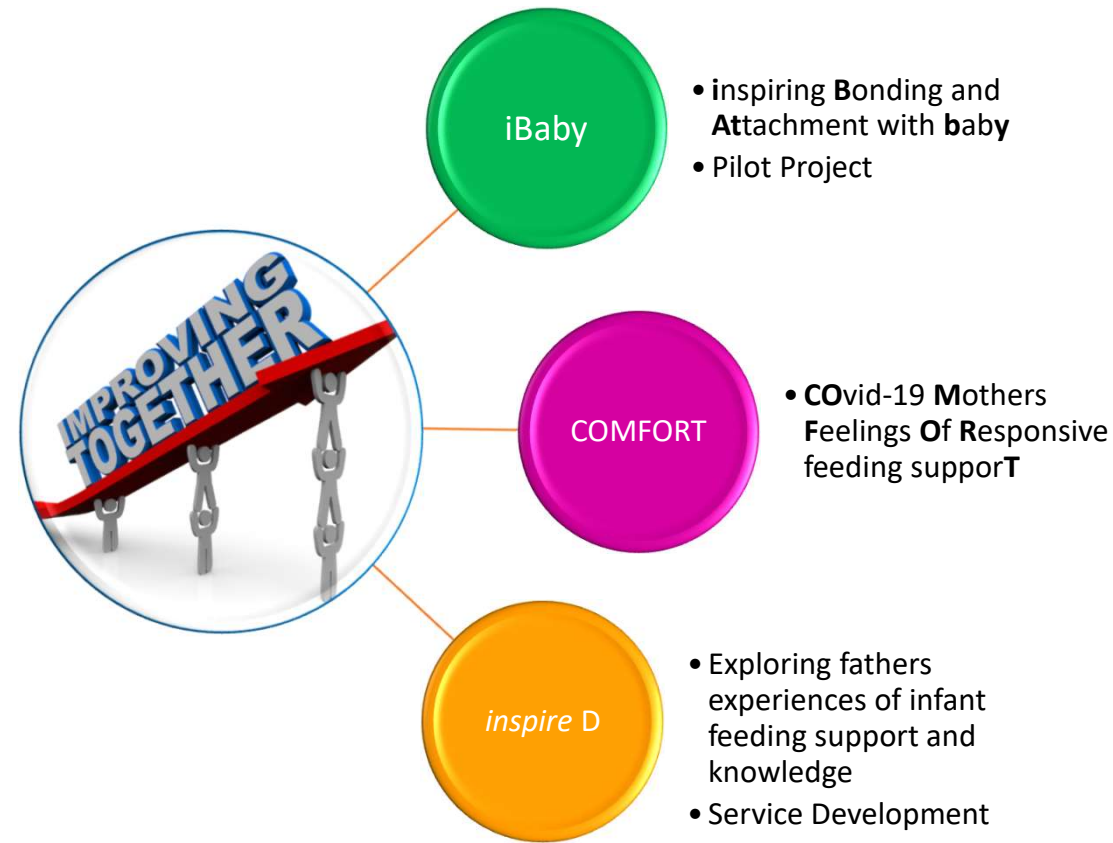 iBaby
• inspiring Bonding and
Attachment with baby
• Pilot Project
IMPROVING
TOGETHER
COMFORT
• COvid-19 Mothers
Feelings Of Responsive
feeding supporT
inspire D
• Exploring fathers
experiences of infant
feeding support and
knowledge
• Service Development